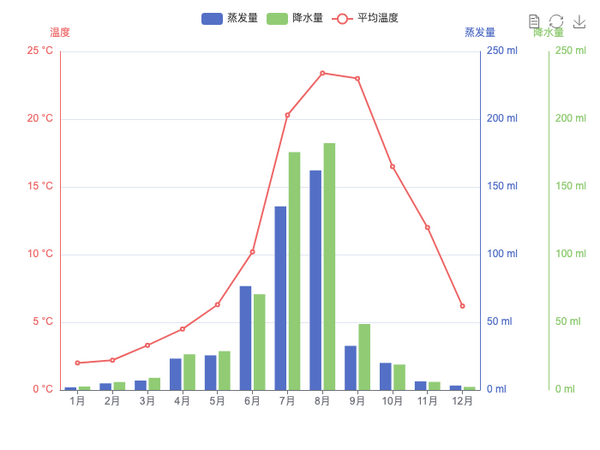 蒸发量 降水量 平均温度
温度 蒸发量 降水量
25 °C 250 ml 250 ml
20 °C 200 ml 200 ml
15 °C 150 ml 150 ml
10 °C 100 ml 100 ml
5 °C 50 ml 50 ml
0 °C 0 ml 0 ml
1月 2月 3月 4月 5月 6月 7月 8月 9月 10月 11月 12月